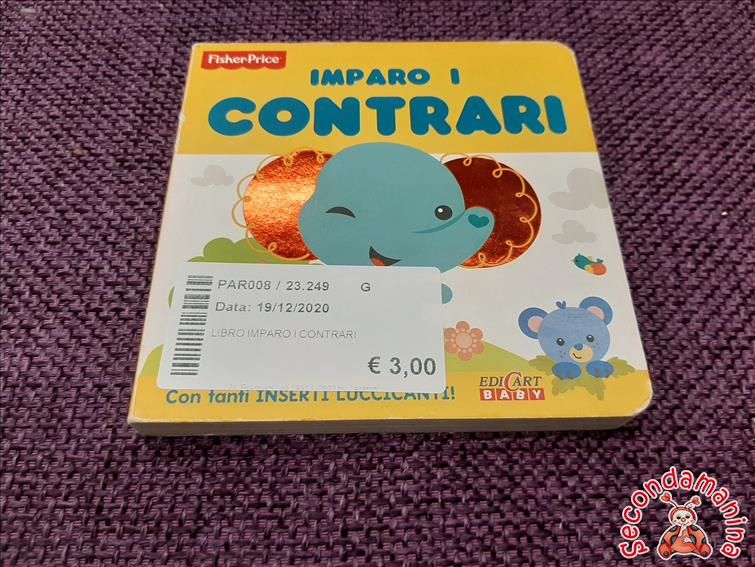 Fisher-Price
IMPARO I
CONTRARI
PAR008 / 23.249 G
Data: 19/12/2020
LIBRO IMPARO I CONTRARI
€ 3,00
Con tanti INSERTI LUCCICANTI!
EDICART
BABY
Secondamanina